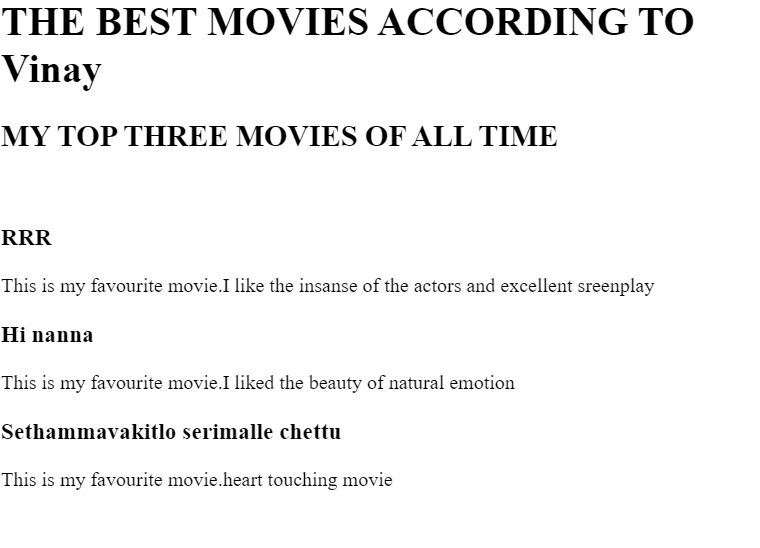 THE BEST MOVIES ACCORDING TO
Vinay
MY TOP THREE MOVIES OF ALL TIME
RRR
This is my favourite movie.I like the insanse of the actors and excellent sreenplay
Hi nanna
This is my favourite movie.I liked the beauty of natural emotion
Sethammavakitlo serimalle chettu
This is my favourite movie.heart touching movie